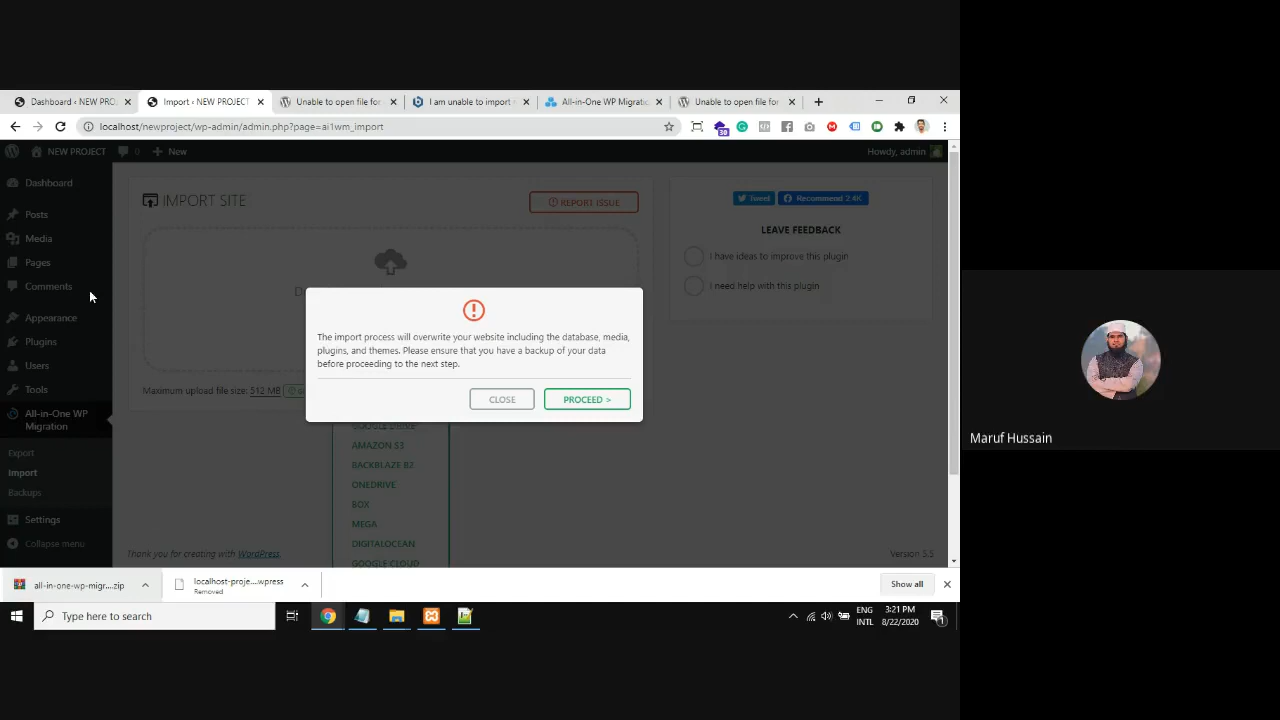 Dashboard ‹ NEW PRO
Import ‹ NEW PROJECT
Unable to open file for
I am unable to import
All-in-One WP Migratio
Unable to open file for
localhost/newproject/wp-admin/admin.php?page=ai1wm_import
30
NEW PROJECT
0
New
Howdy, admin
Dashboard
Posts
Media
Pages
Comments
Appearance
Plugins
Users
Tools
All-in-One WP
Migration
Export
Import
Backups
Settings
Collapse menu
IMPORT SITE
REPORT ISSUE
D
The import process will overwrite your website including the database, media,
plugins, and themes. Please ensure that you have a backup of your data
before proceeding to the next step.
CLOSE
PROCEED >
Maximum upload file size: 512 MB
GOOGLE DRIVE
AMAZON S3
BACKBLAZE B2
ONEDRIVE
BOX
MEGA
DIGITALOCEAN
GOOGLE CLOUD
Tweet
Recommend 2.4K
LEAVE FEEDBACK
I have ideas to improve this plugin
I need help with this plugin
Thank you for creating with WordPress.
Version 5.5
all-in-one-wp-migr....zip
localhost-proje....wpress
Removed
Show all
Type here to search
ENG
INTL
3:21 PM
8/22/2020
1
Maruf Hussain